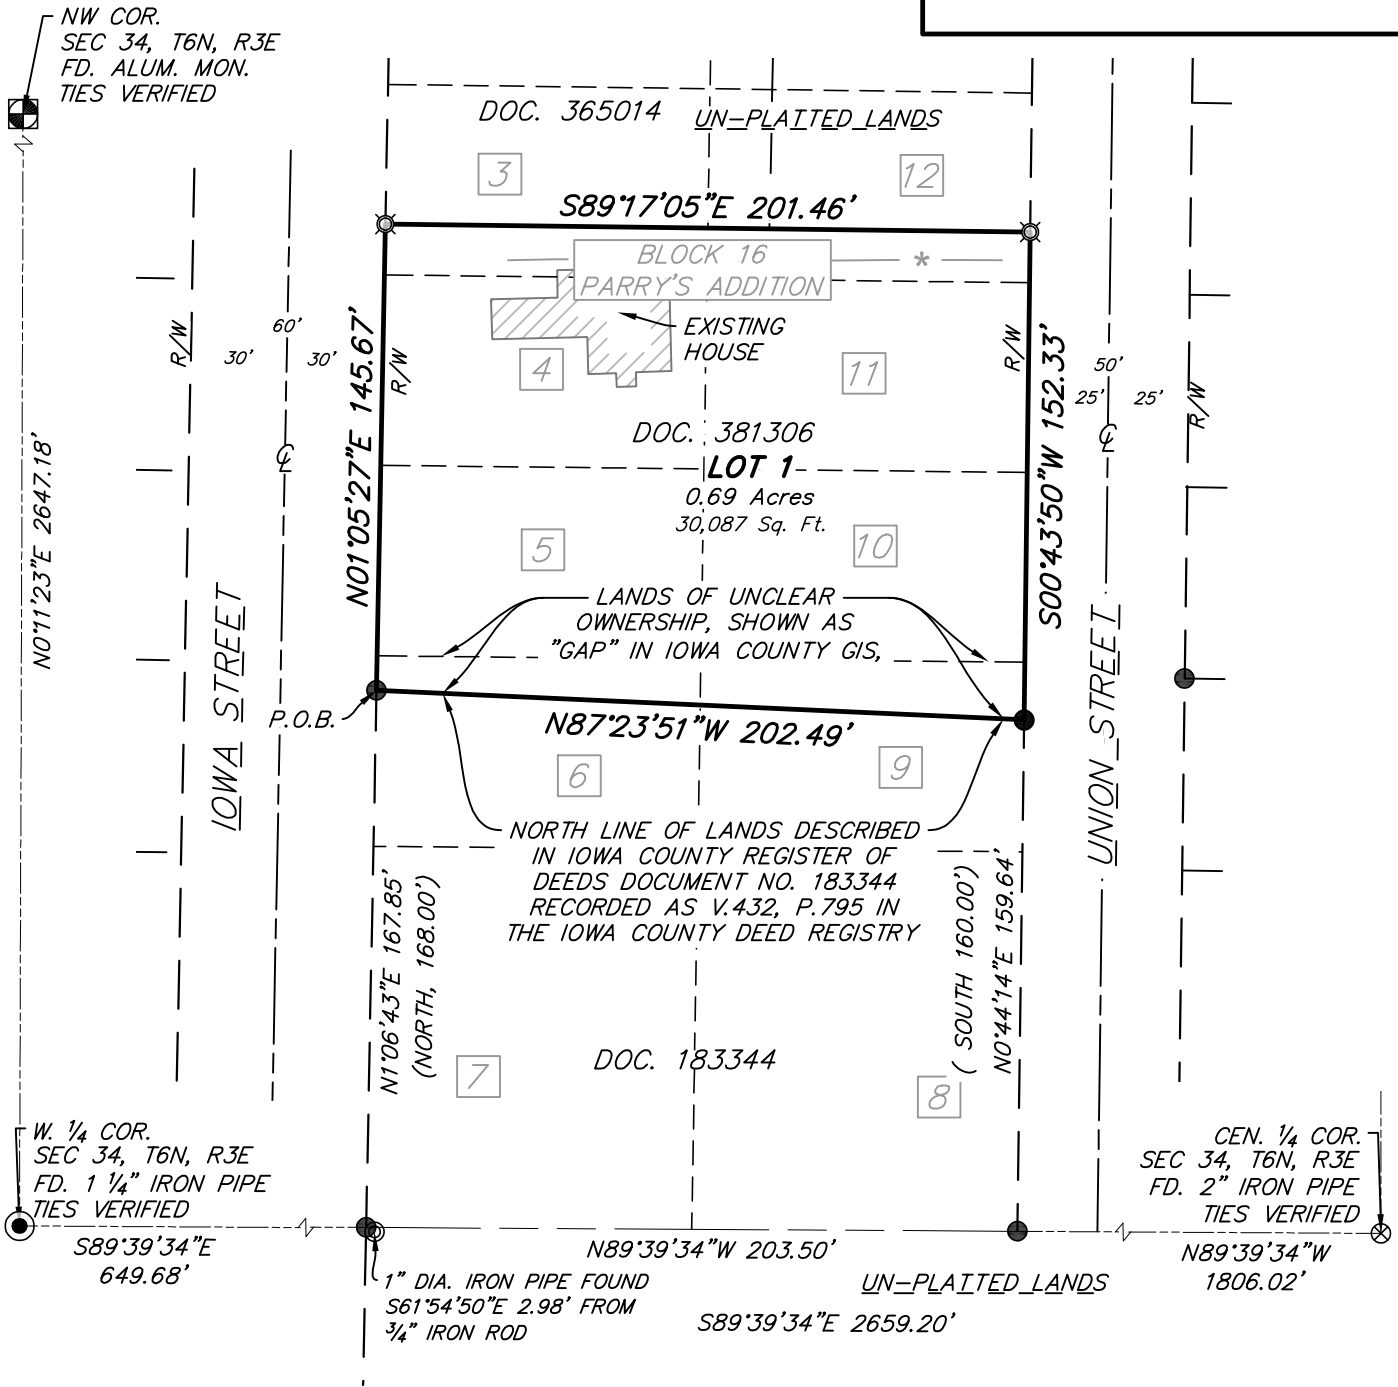 NW COR.
SEC 34, T6N, R3E
FD. ALUM. MON.
TIES VERIFIED
DOC. 365014
UN-PLATTED LANDS
3
12
S89°17'05"E 201.46'
BLOCK 16
PARRY'S ADDITION
*
EXISTING
HOUSE
4
11
R/W
60'
30'
30'
R/W
N01°05'27"E 145.67'
R/W
S00°43'50"W 152.33'
50'
25'
25'
R/W
℄
℄
DOC. 381306
LOT 1
0.69 Acres
30,087 Sq. Ft.
N0°11'23"E 2647.18'
5
10
LANDS OF UNCLEAR
OWNERSHIP, SHOWN AS
"GAP" IN IOWA COUNTY GIS,
IOWA STREET
UNION STREET
P.O.B.
N87°23'51"W 202.49'
6
9
NORTH LINE OF LANDS DESCRIBED
IN IOWA COUNTY REGISTER OF
DEEDS DOCUMENT NO. 183344
RECORDED AS V.432, P.795 IN
THE IOWA COUNTY DEED REGISTRY
N1°06'43"E 167.85'
(NORTH, 168.00')
( SOUTH 160.00')
N0°44'14"E 159.64'
DOC. 183344
7
8
W. ¼ COR.
SEC 34, T6N, R3E
FD. 1 ¼" IRON PIPE
TIES VERIFIED
CEN. ¼ COR.
SEC 34, T6N, R3E
FD. 2" IRON PIPE
TIES VERIFIED
S89°39'34"E
649.68'
N89°39'34"W 203.50'
N89°39'34"W
1806.02'
1" DIA. IRON PIPE FOUND
S61°54'50"E 2.98' FROM
¾" IRON ROD
UN-PLATTED LANDS
S89°39'34"E 2659.20'